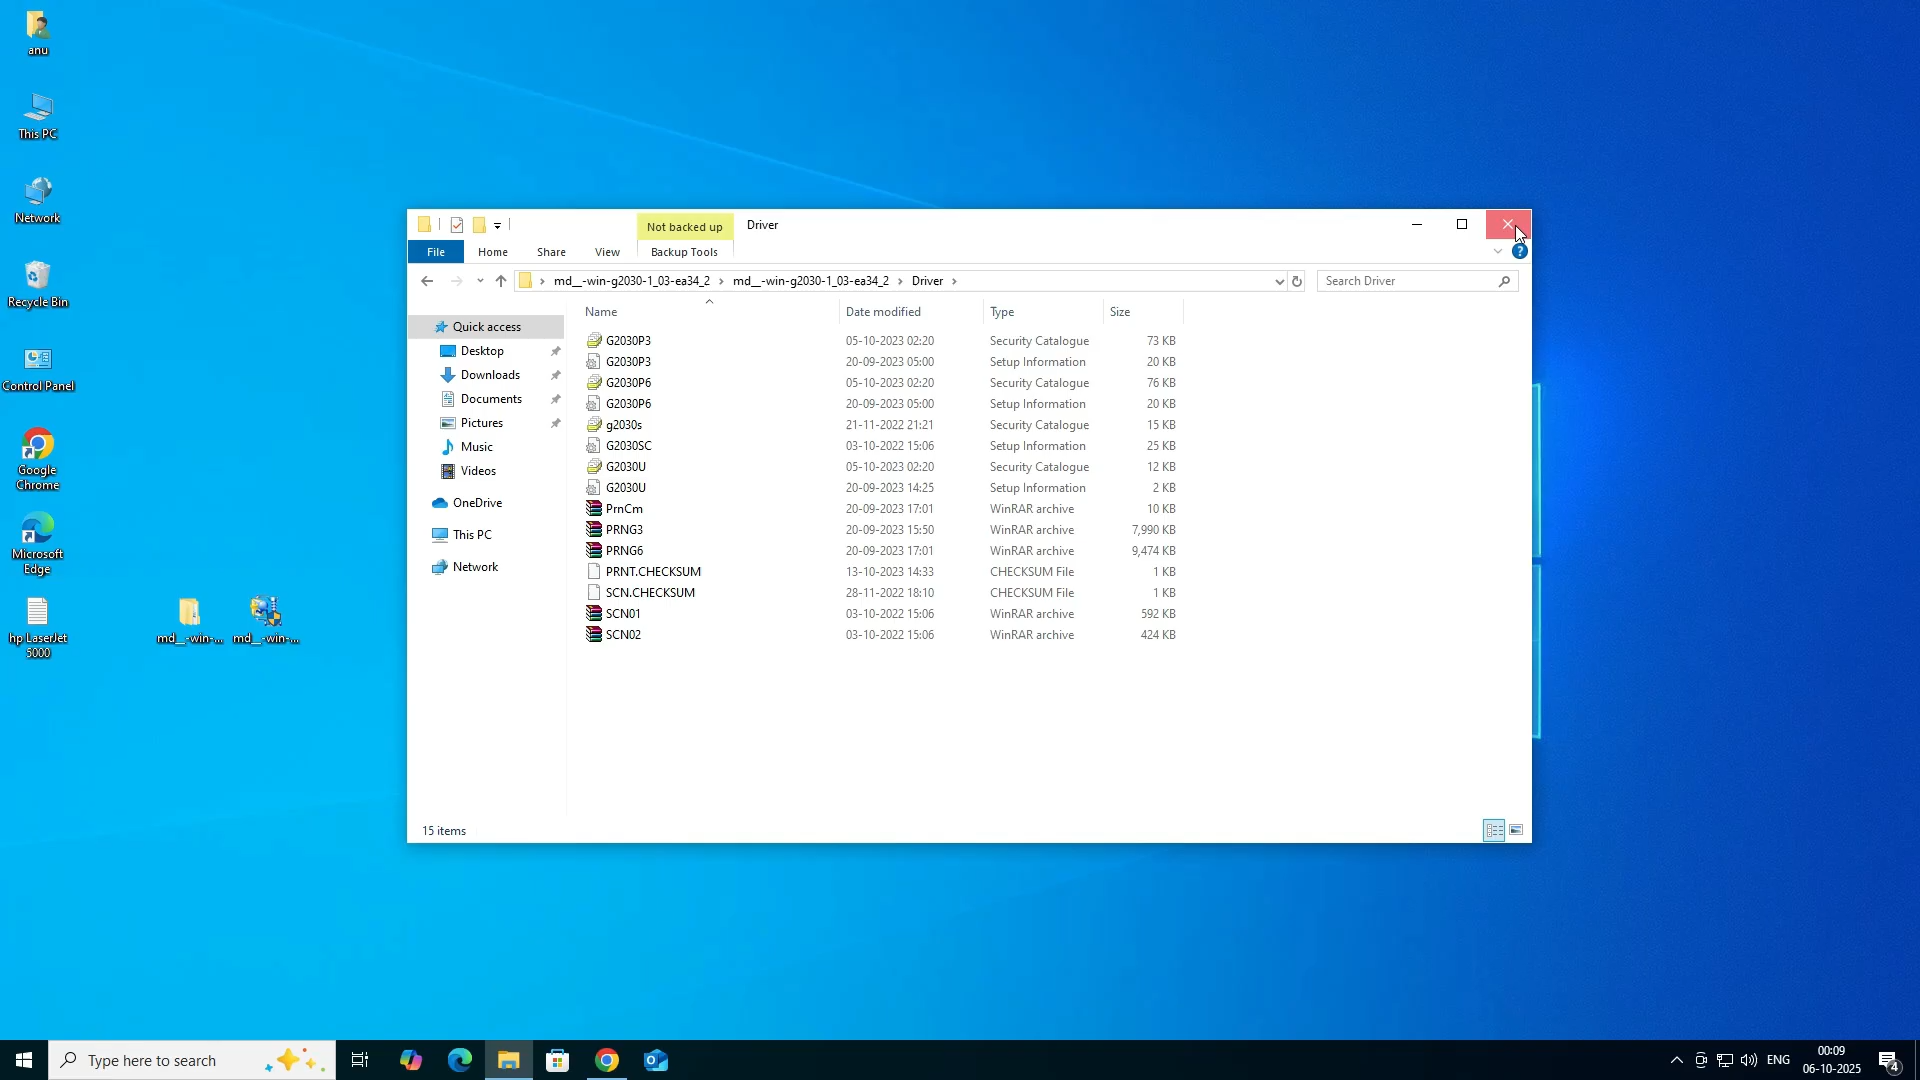 anu
This PC
Network
Recycle Bin
Control Panel
Google
Chrome
Microsoft
Edge
hp LaserJet
5000
md__-win-...
md__-win-...
Not backed up
Driver
File
Home
Share
View
Backup Tools
?
md__-win-g2030-1_03-ea34_2 › md__-win-g2030-1_03-ea34_2 › Driver ›
Search Driver
Quick access
Desktop
Downloads
Documents
Pictures
Music
Videos
OneDrive
This PC
Network
Name Date modified Type Size
G2030P3 05-10-2023 02:20 Security Catalogue 73 KB
G2030P3 20-09-2023 05:00 Setup Information 20 KB
G2030P6 05-10-2023 02:20 Security Catalogue 76 KB
G2030P6 20-09-2023 05:00 Setup Information 20 KB
g2030s 21-11-2022 21:21 Security Catalogue 15 KB
G2030SC 03-10-2022 15:06 Setup Information 25 KB
G2030U 05-10-2023 02:20 Security Catalogue 12 KB
G2030U 20-09-2023 14:25 Setup Information 2 KB
PrnCm 20-09-2023 17:01 WinRAR archive 10 KB
PRNG3 20-09-2023 15:50 WinRAR archive 7,990 KB
PRNG6 20-09-2023 17:01 WinRAR archive 9,474 KB
PRNT.CHECKSUM 13-10-2023 14:33 CHECKSUM File 1 KB
SCN.CHECKSUM 28-11-2022 18:10 CHECKSUM File 1 KB
SCN01 03-10-2022 15:06 WinRAR archive 592 KB
SCN02 03-10-2022 15:06 WinRAR archive 424 KB
15 items
Type here to search
ENG
00:09
06-10-2025
4